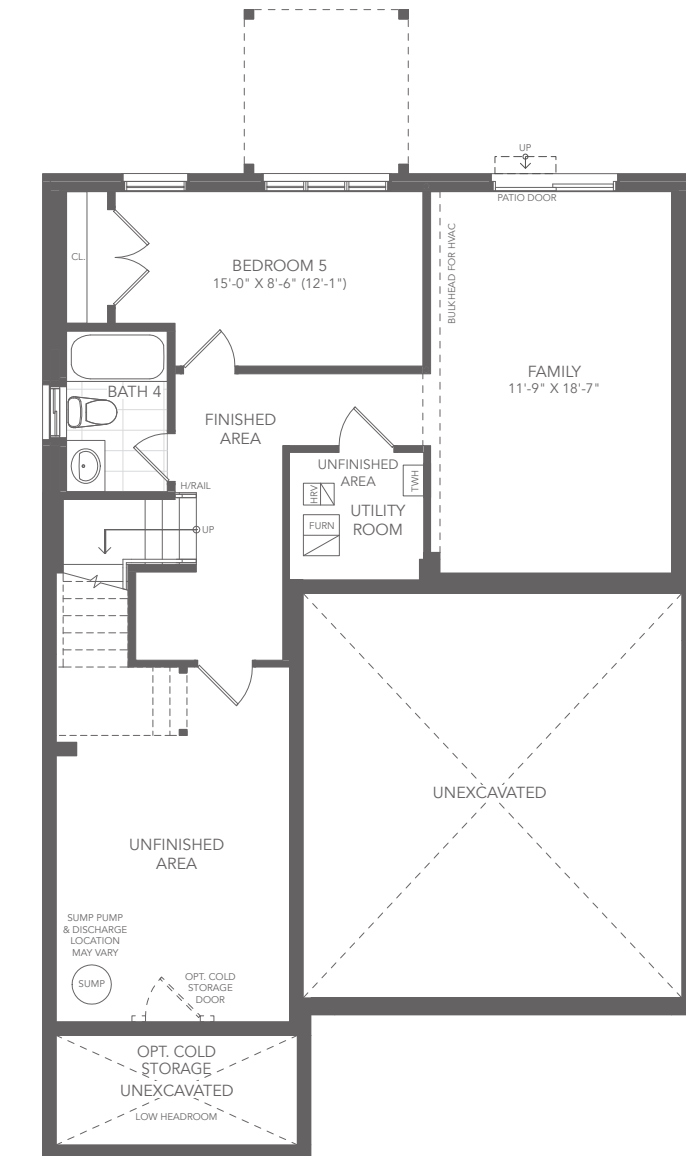 UP
PATIO DOOR
BULKHEAD FOR HVAC
CL.
BEDROOM 5
15'-0" X 8'-6" (12'-1")
FAMILY
11'-9" X 18'-7"
BATH 4
FINISHED
AREA
H/RAIL
UP
UNFINISHED
AREA
HRV
TWH
FURN
UTILITY
ROOM
UNEXCAVATED
UNFINISHED
AREA
SUMP PUMP
& DISCHARGE
LOCATION
MAY VARY
SUMP
OPT. COLD
STORAGE
DOOR
OPT. COLD
STORAGE
UNEXCAVATED
LOW HEADROOM